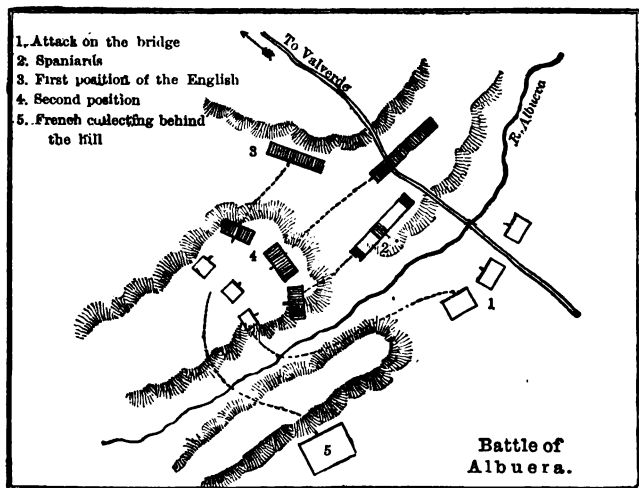 1, Attack on the bridge
2. Spaniards
3. First position of the English
4. Second position
5. French collecting behind
the hill
To Valverde
R. Albuera
3
4
2
1
5
Battle of
Albuera.